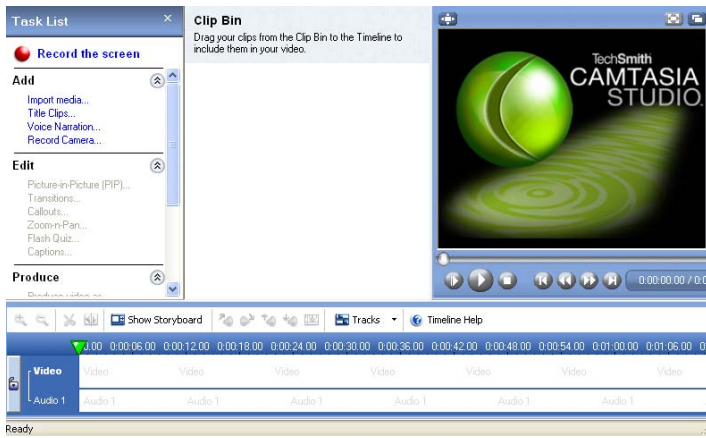 Task List
Record the screen
Add
Import media...
Title Clips...
Voice Narration...
Record Camera...
Edit
Picture-in-Picture (PIP)...
Transitions...
Callouts...
Zoom-n-Pan...
Flash Quiz...
Captions...
Produce
Clip Bin
Drag your clips from the Clip Bin to the Timeline to
include them in your video.
TechSmith
CAMTASIA
STUDIO
0:00:00.00 / 0:0
Show Storyboard Tracks Timeline Help
0:00:06.00 0:00:12.00 0:00:18.00 0:00:24.00 0:00:30.00 0:00:36.00 0:00:42.00 0:00:48.00 0:00:54.00 0:01:00.00 0:01:06.00
Video Video Video Video Video Video Video Video
Audio 1 Audio 1 Audio 1 Audio 1 Audio 1 Audio 1 Audio 1
Ready